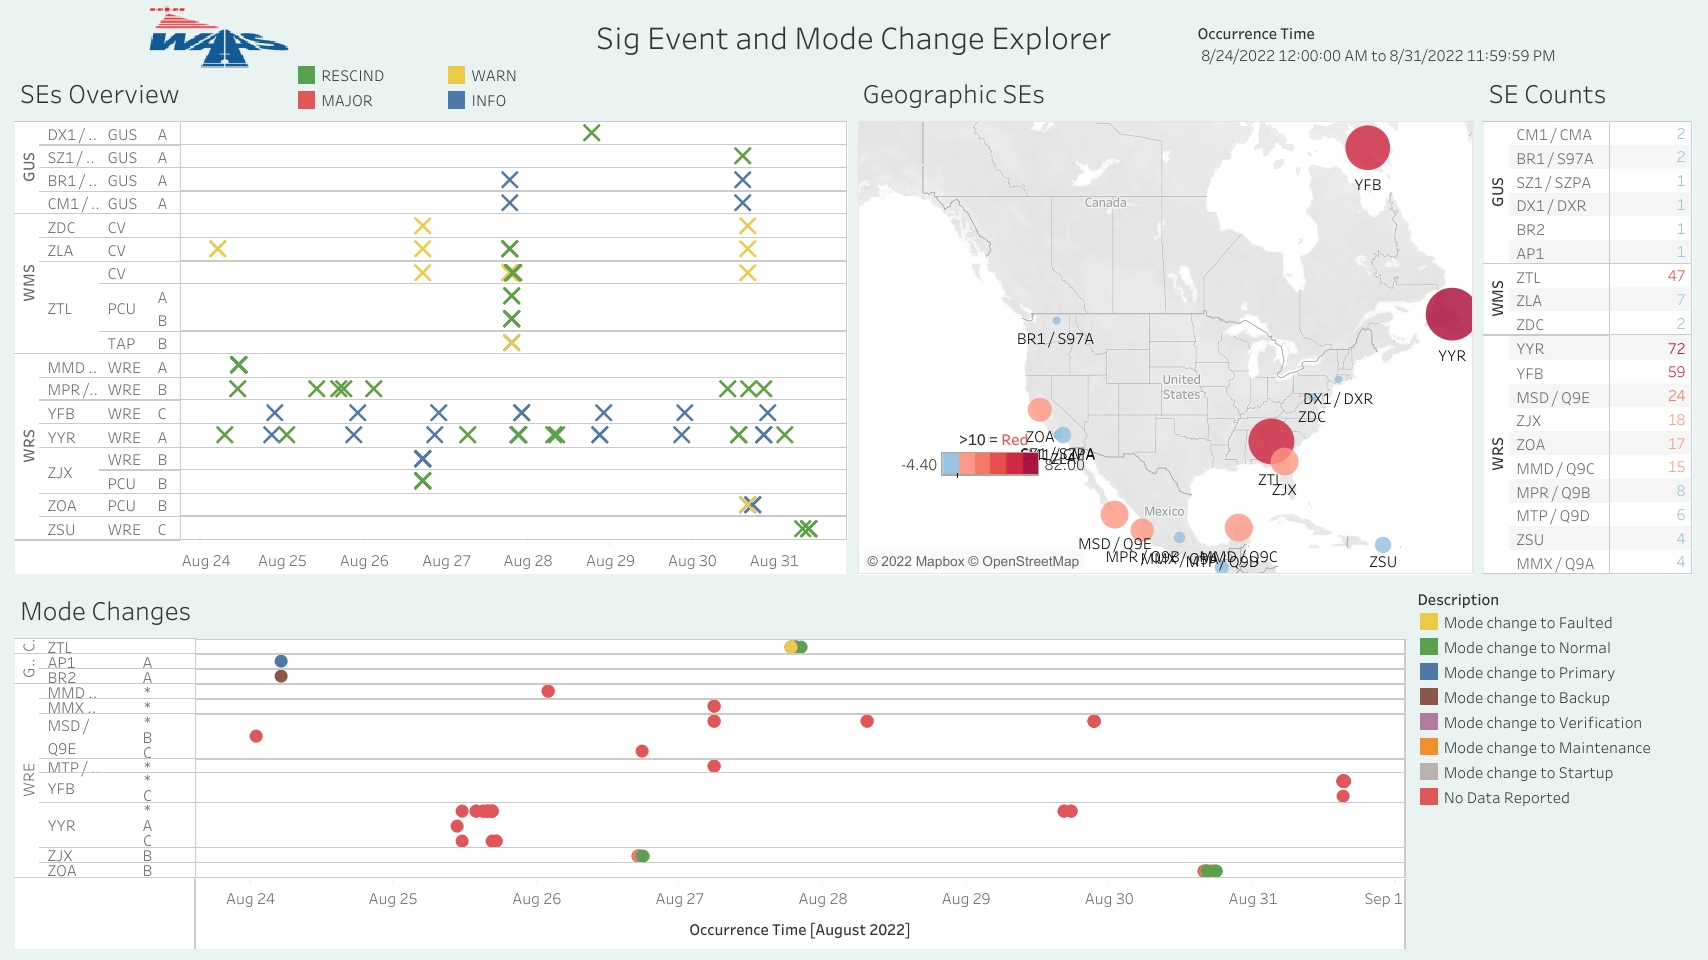 WAAS
Sig Event and Mode Change Explorer
Occurrence Time
8/24/2022 12:00:00 AM to 8/31/2022 11:59:59 PM
RESCIND
WARN
MAJOR
INFO
SEs Overview
GUS
DX1 / .. GUS A
SZ1 / .. GUS A
BR1 / .. GUS A
CM1 / .. GUS A
WMS
ZDC CV
ZLA CV
ZTL CV
PCU A
B
TAP B
WRS
MMD .. WRE A
MPR / .. WRE B
YFB WRE C
YYR WRE A
ZJX WRE B
PCU B
ZOA PCU B
ZSU WRE C
Aug 24 Aug 25 Aug 26 Aug 27 Aug 28 Aug 29 Aug 30 Aug 31
Geographic SEs
YFB
Canada
YYR
BR1 / S97A
United
States
DX1 / DXR
ZDC
ZOA
>10 = Red
-4.40
82.00
ZTL
ZJX
Mexico
MSD / Q9E
MPR / Q9B
MTP / Q9D
MMD / Q9C
ZSU
© 2022 Mapbox © OpenStreetMap
SE Counts
GUS
CM1 / CMA 2
BR1 / S97A 2
SZ1 / SZPA 1
DX1 / DXR 1
BR2 1
AP1 1
WMS
ZTL 47
ZLA 7
ZDC 2
WRS
YYR 72
YFB 59
MSD / Q9E 24
ZJX 18
ZOA 17
MMD / Q9C 15
MPR / Q9B 8
MTP / Q9D 6
ZSU 4
MMX / Q9A 4
Mode Changes
C.. ZTL
G.. AP1 A
BR2 A
WRE
MMD .. *
MMX .. *
MSD / *
B
Q9E C
MTP / .. *
YFB *
C
YYR *
A
C
ZJX B
ZOA B
Aug 24 Aug 25 Aug 26 Aug 27 Aug 28 Aug 29 Aug 30 Aug 31 Sep 1
Occurrence Time [August 2022]
Description
Mode change to Faulted
Mode change to Normal
Mode change to Primary
Mode change to Backup
Mode change to Verification
Mode change to Maintenance
Mode change to Startup
No Data Reported